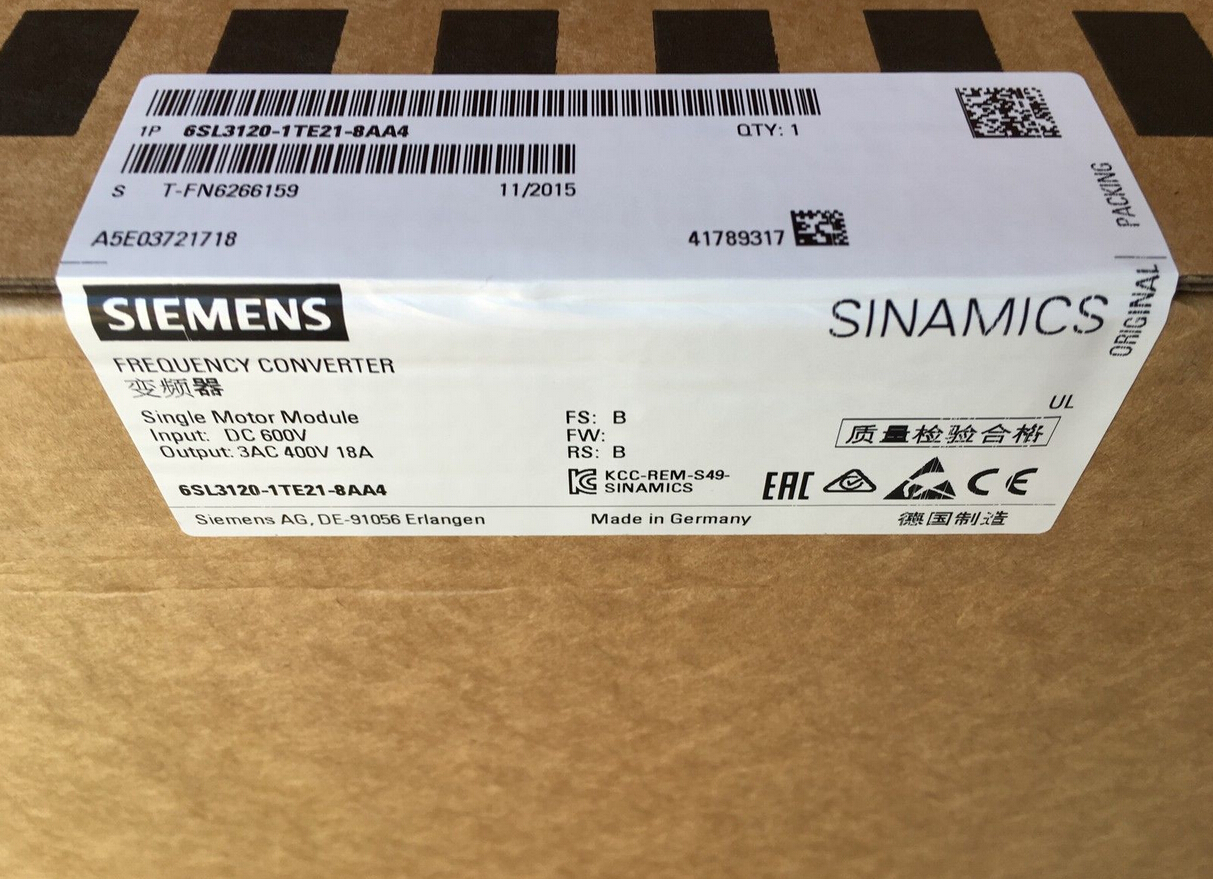 1P 6SL3120-1TE21-8AA4 QTY: 1
S T-FN6266159 11/2015
A5E03721718 41789317
ORIGINAL PACKING
SIEMENS SINAMICS
FREQUENCY CONVERTER
变频器
UL
Single Motor Module FS: B
Input: DC 600V FW:
Output: 3AC 400V 18A RS: B
质量检验合格
KCC-REM-S49-
SINAMICS
EAC CE
6SL3120-1TE21-8AA4
Siemens AG, DE-91056 Erlangen Made in Germany 德国制造